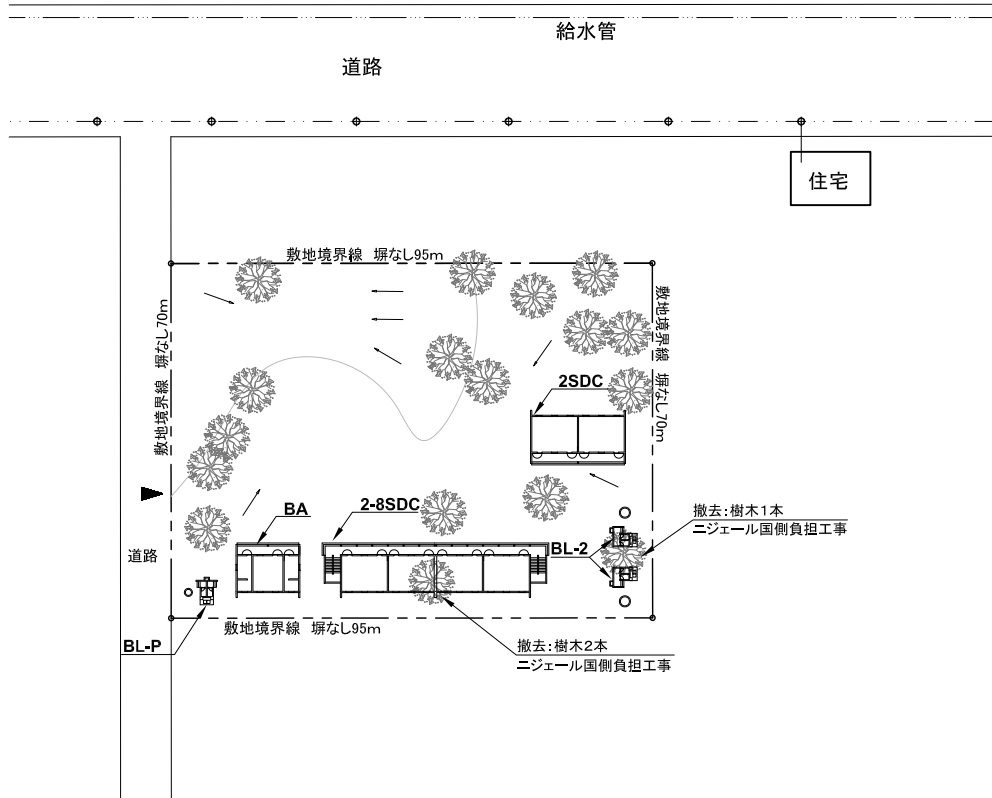 給水管
道路
住宅
敷地境界線 塀なし95m
敷地境界線 塀なし70m
敷地境界線 塀なし70m
2SDC
2-8SDC
BA
BL-2
撤去:樹木1本
ニジェール国側負担工事
道路
BL-P
敷地境界線 塀なし95m
撤去:樹木2本
ニジェール国側負担工事